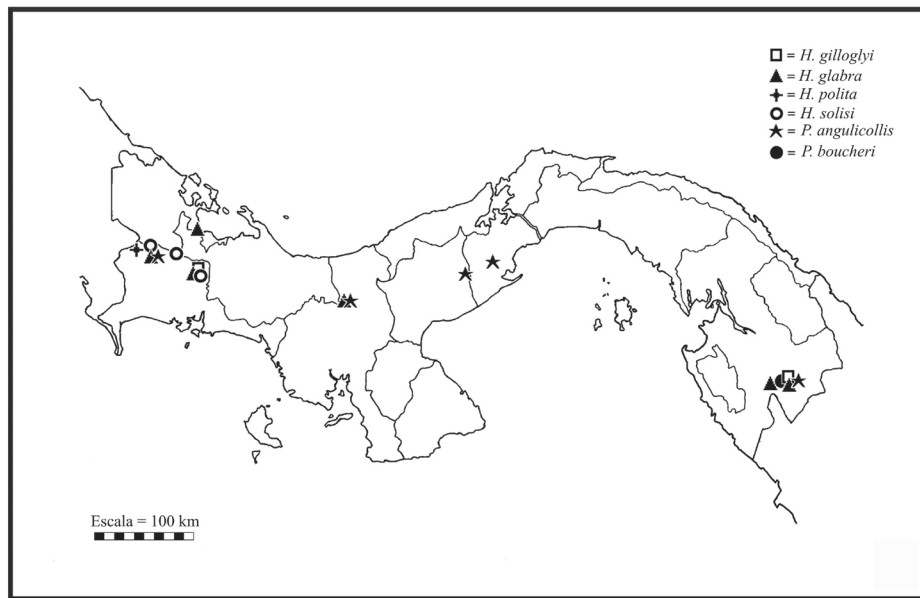 = H. gilloglyi
= H. glabra
= H. polita
= H. solisi
= P. angulicollis
= P. boucheri
Escala = 100 km